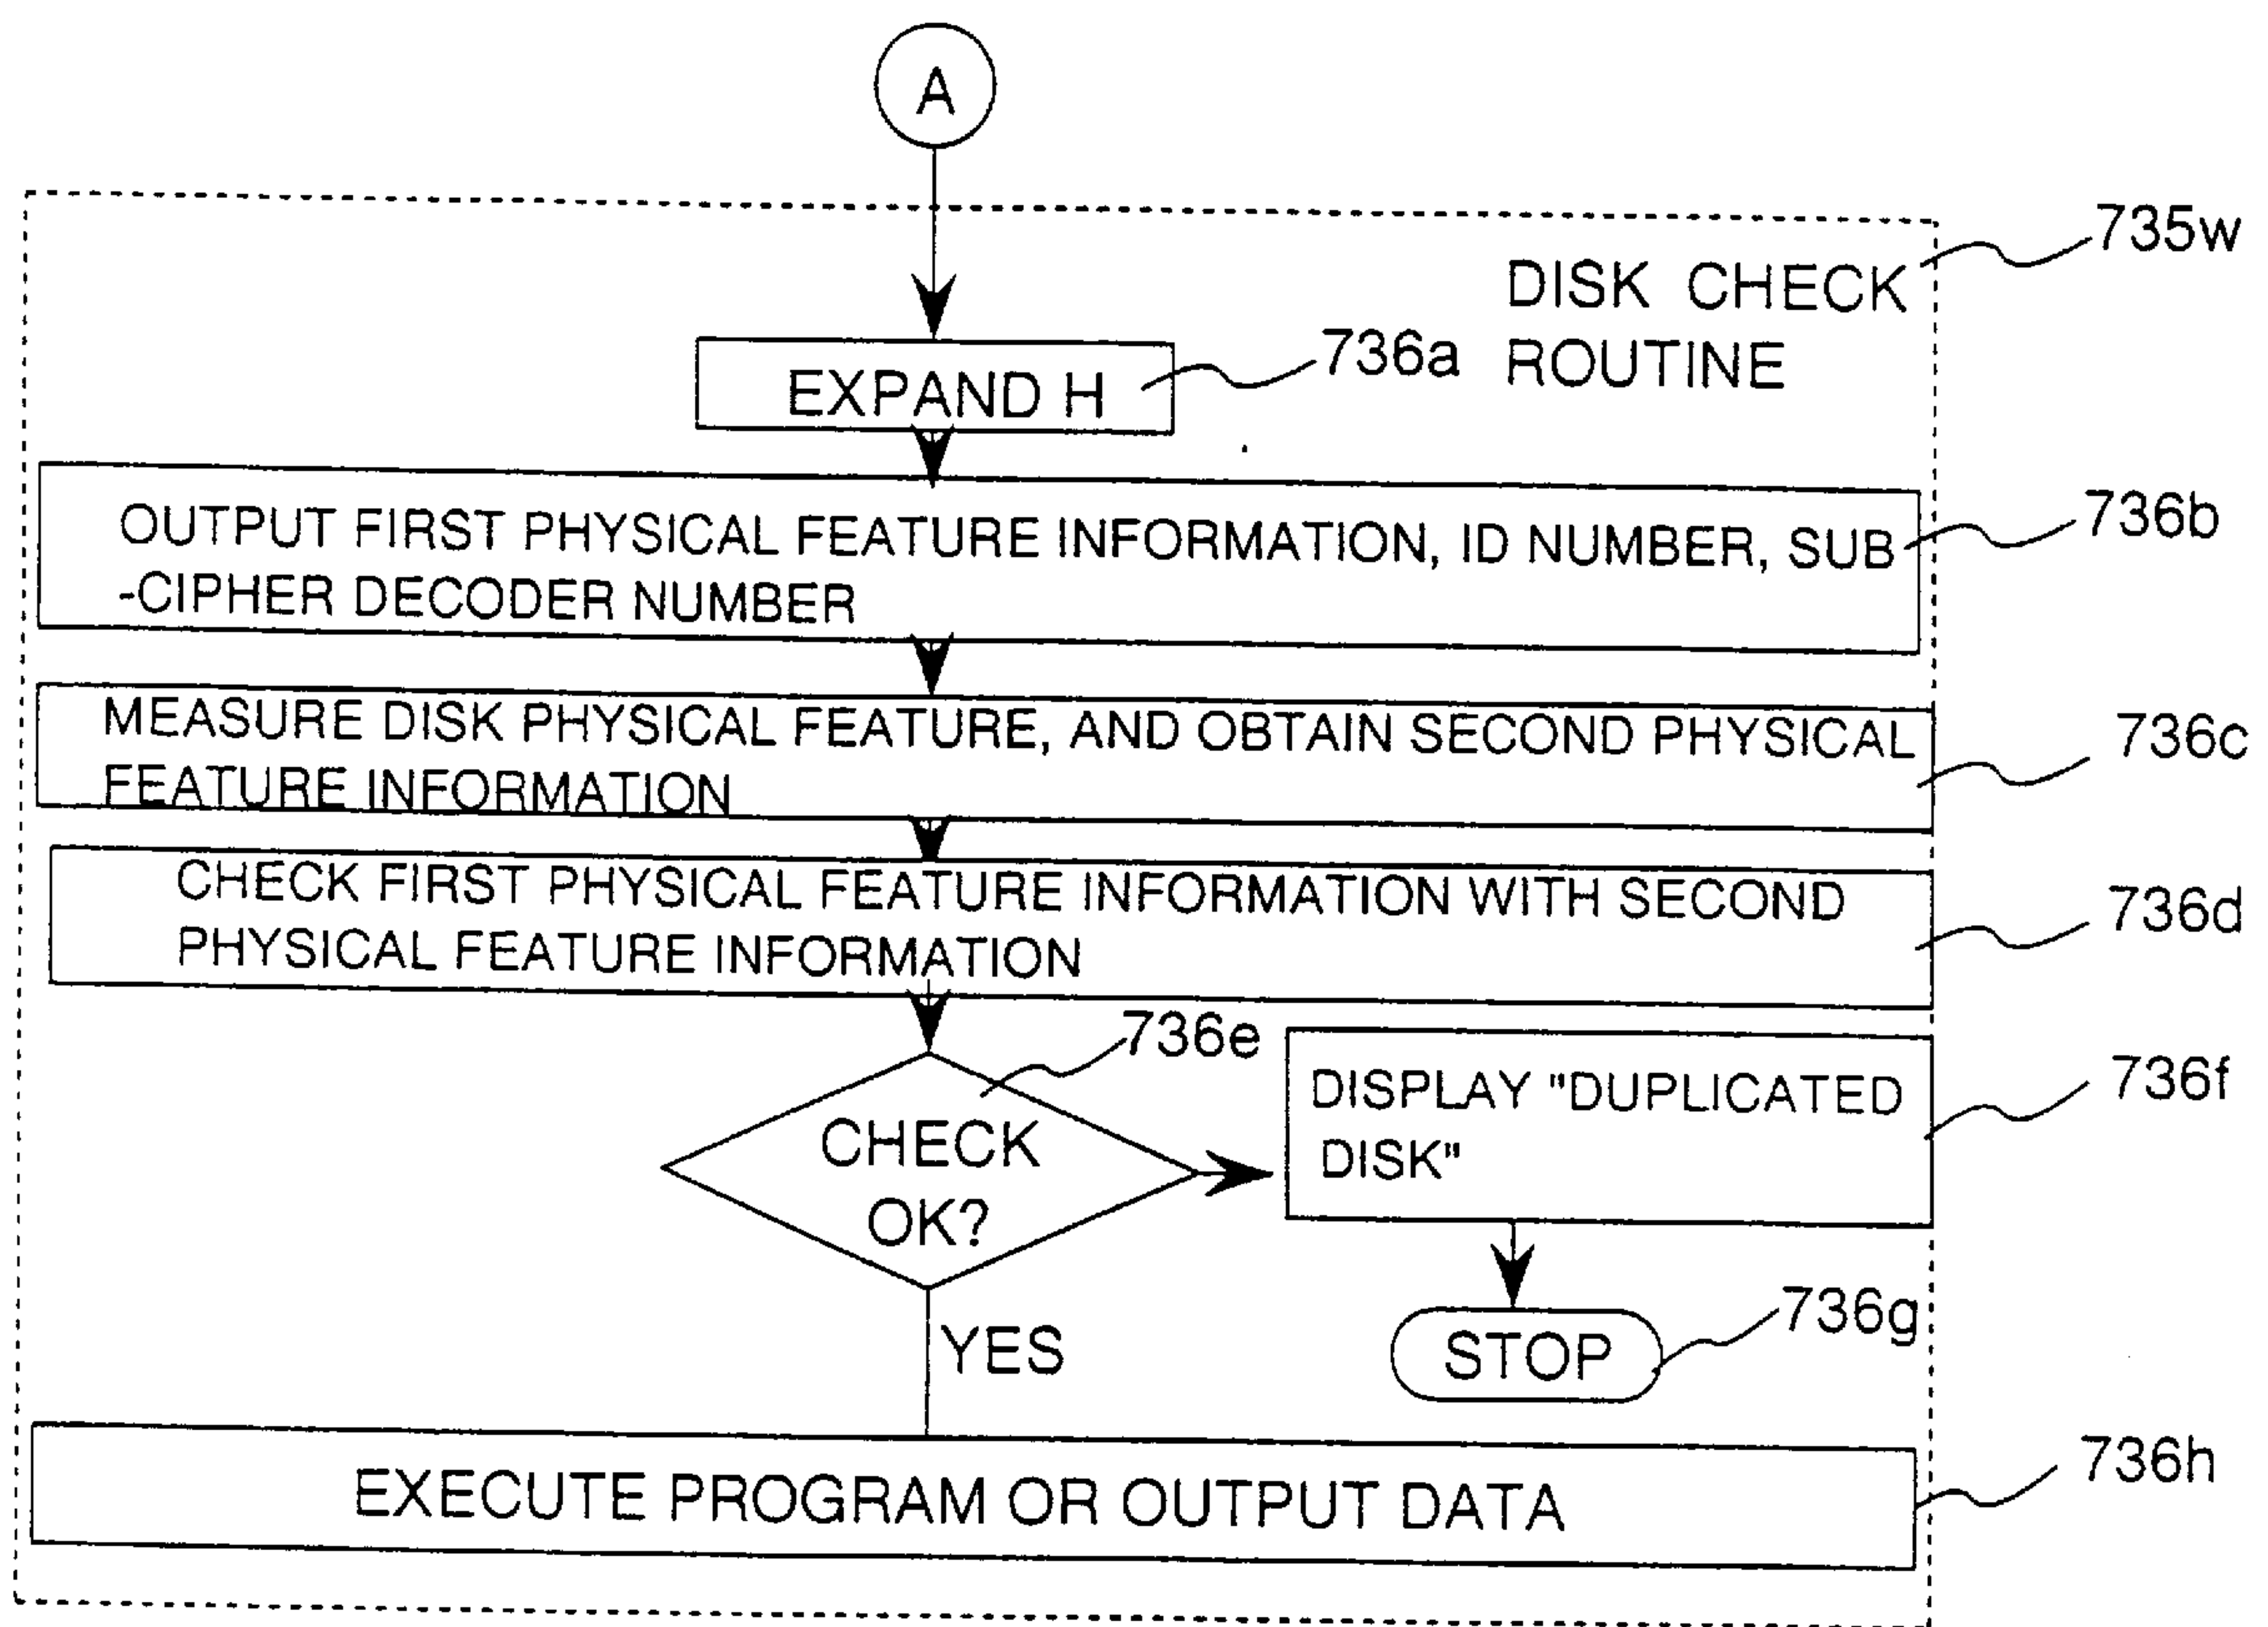 A
735w
DISK CHECK
ROUTINE
736a
EXPAND H
736b
OUTPUT FIRST PHYSICAL FEATURE INFORMATION, ID NUMBER, SUB
-CIPHER DECODER NUMBER
736c
MEASURE DISK PHYSICAL FEATURE, AND OBTAIN SECOND PHYSICAL
FEATURE INFORMATION
736d
CHECK FIRST PHYSICAL FEATURE INFORMATION WITH SECOND
PHYSICAL FEATURE INFORMATION
736e
CHECK
OK?
736f
DISPLAY "DUPLICATED
DISK"
736g
STOP
YES
736h
EXECUTE PROGRAM OR OUTPUT DATA